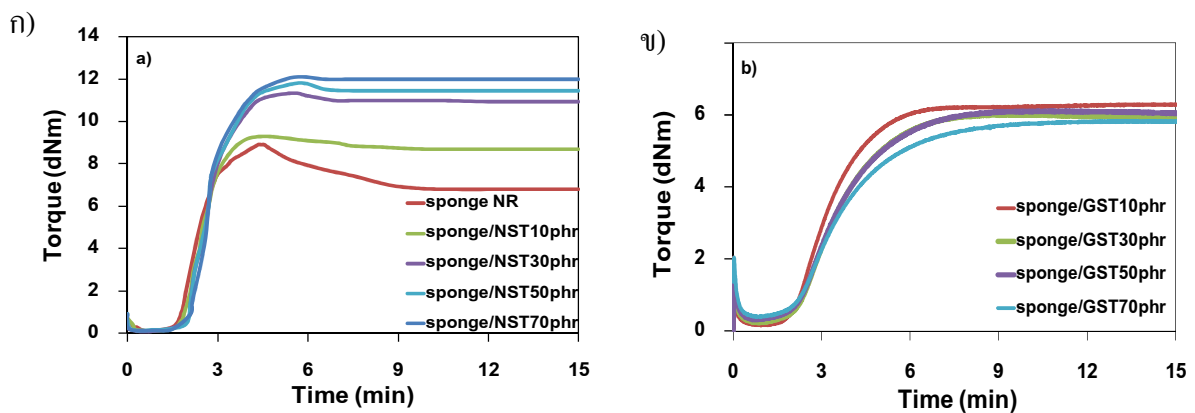 ก)
a)
Torque (dNm)
14
12
10
8
6
4
2
0
sponge NR
sponge/NST10phr
sponge/NST30phr
sponge/NST50phr
sponge/NST70phr
0 3 6 9 12 15
Time (min)
ข)
b)
Torque (dNm)
6
4
2
0
sponge/GST10phr
sponge/GST30phr
sponge/GST50phr
sponge/GST70phr
0 3 6 9 12 15
Time (min)